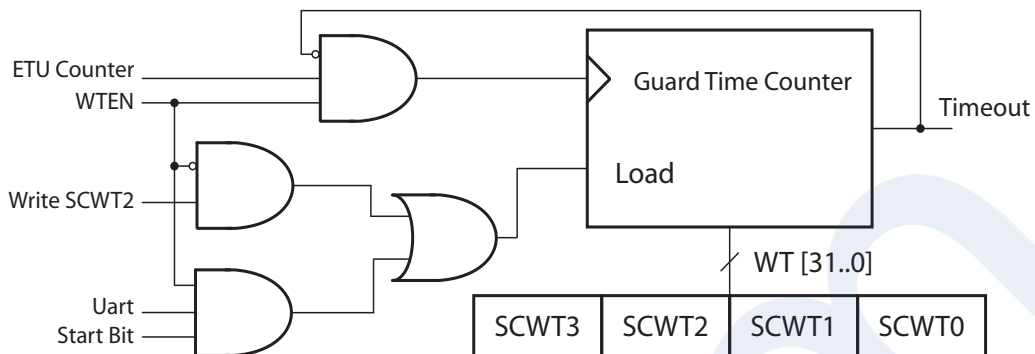 ETU Counter
WTEN
Guard Time Counter
Timeout
Write SCWT2
Load
WT [31..0]
Uart
Start Bit
SCWT3 SCWT2 SCWT1 SCWT0